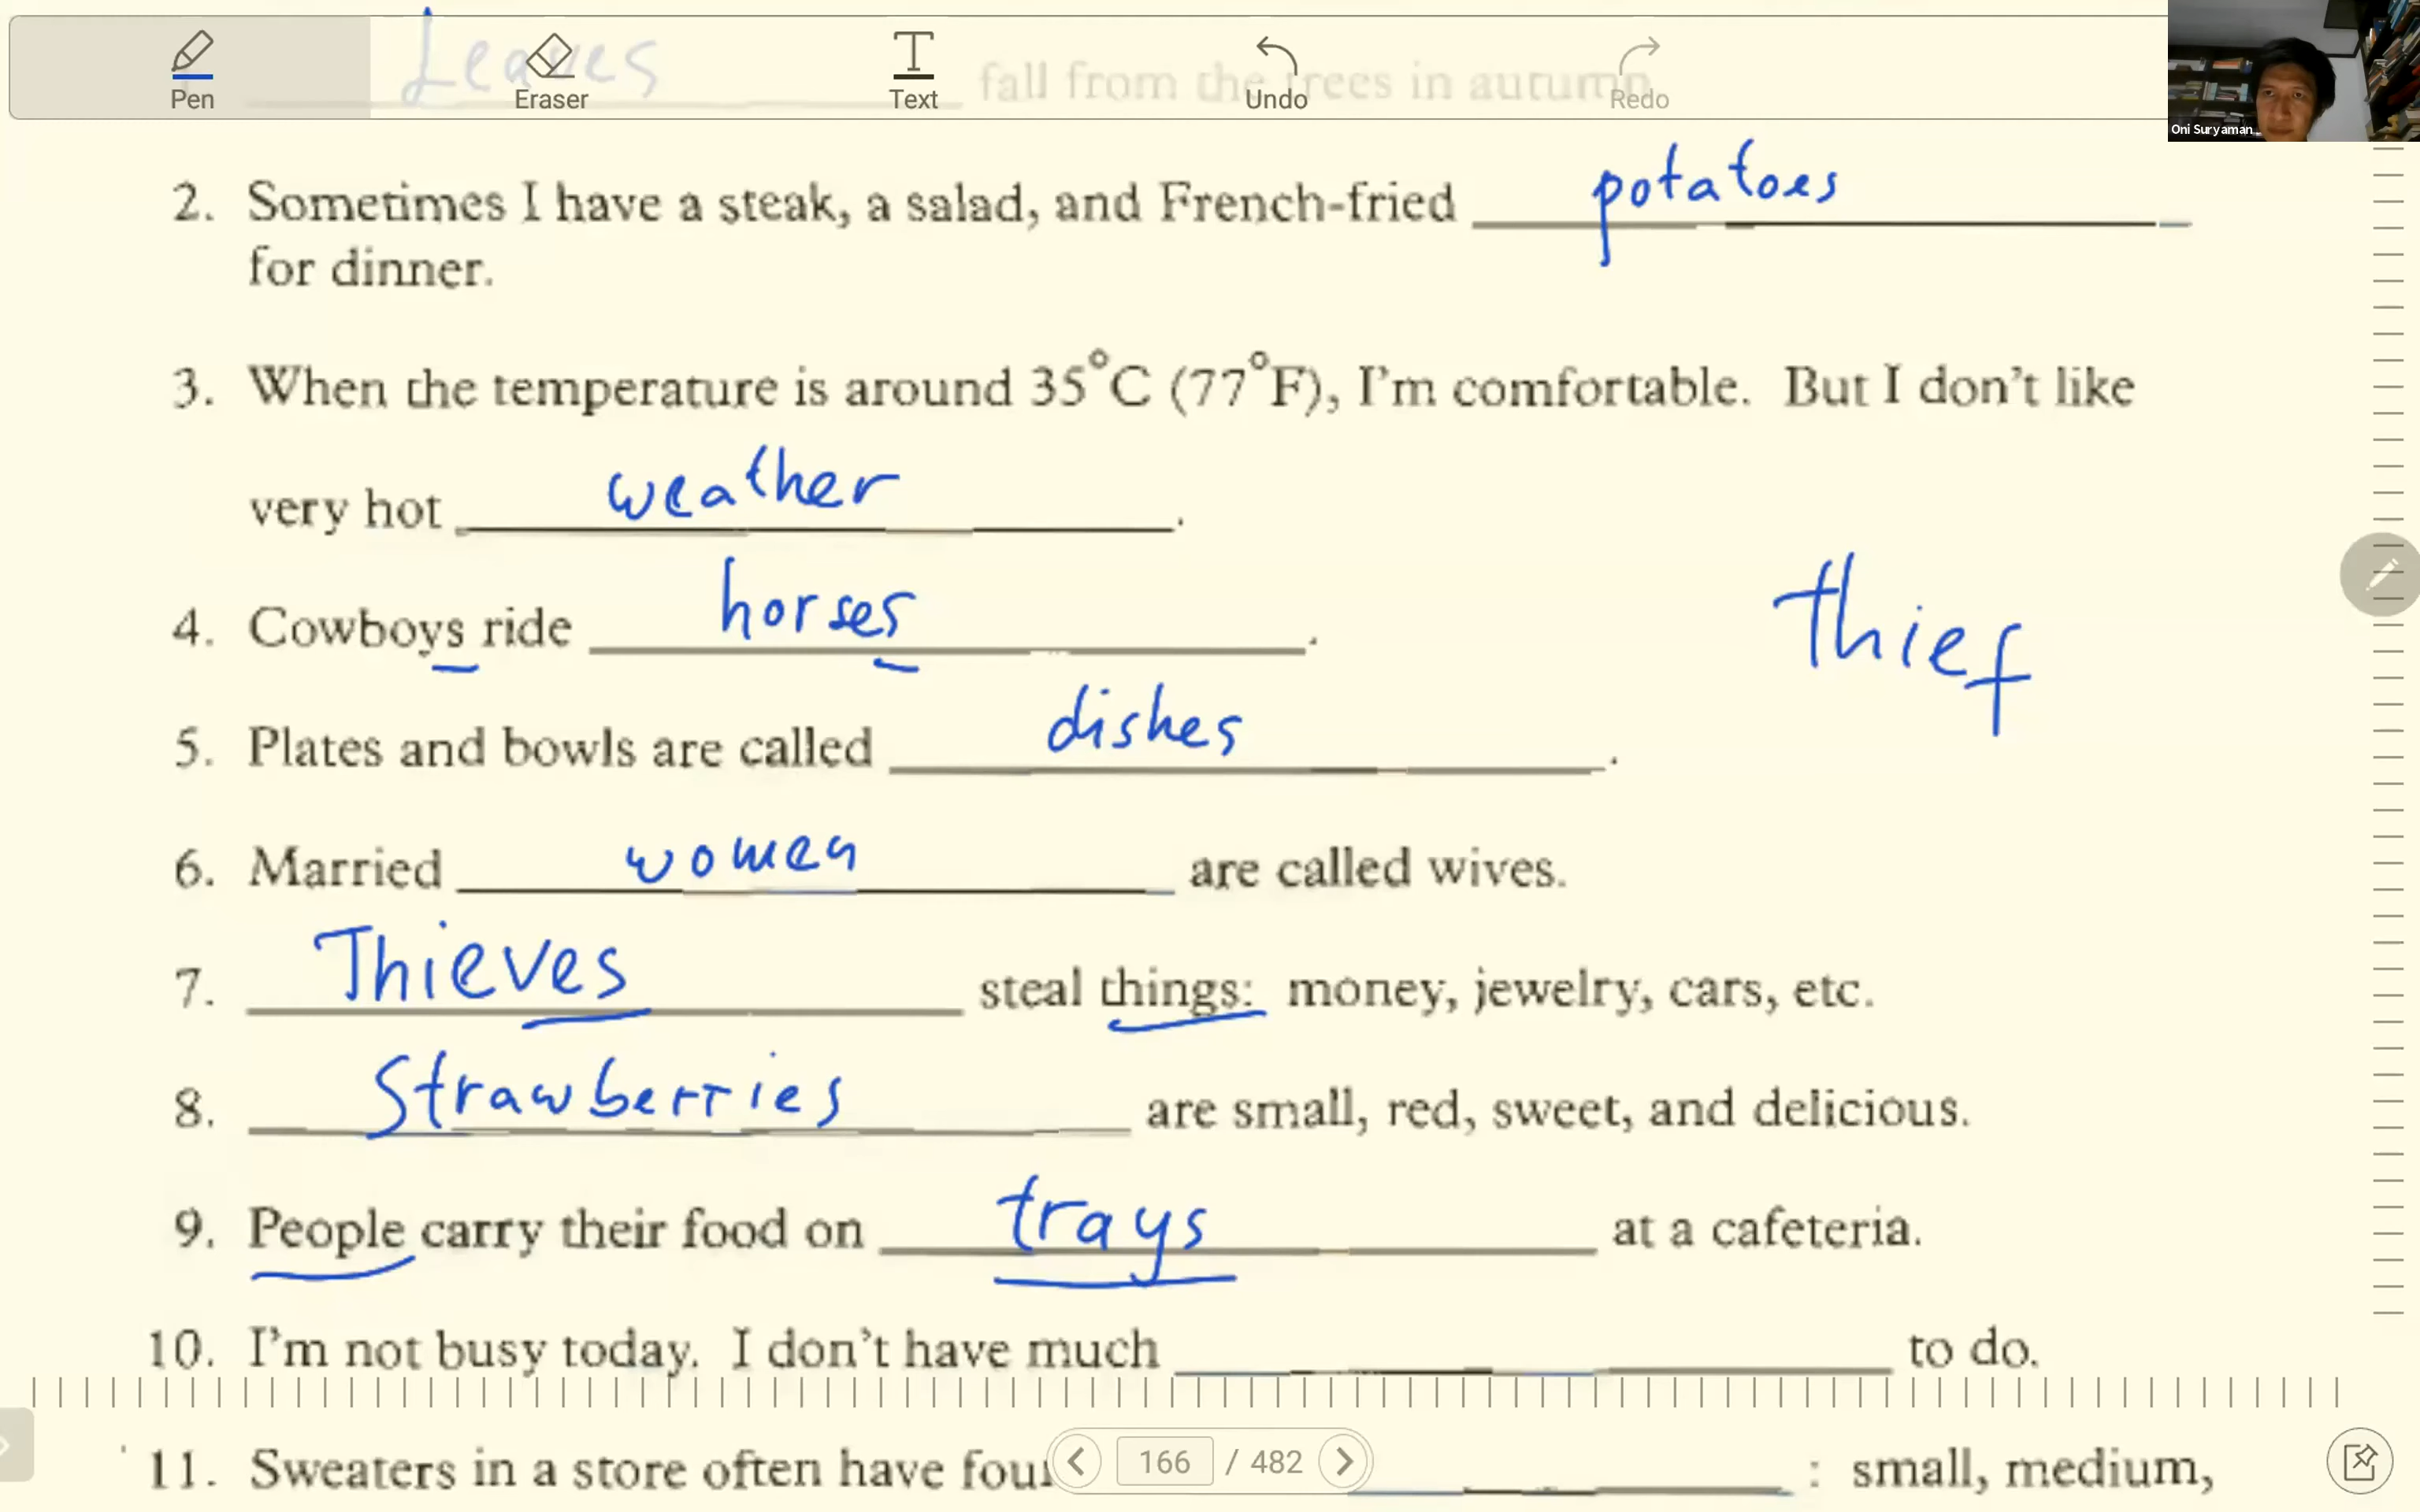 Leaves fall from the trees in autumn
Pen Eraser Text Undo Redo
Oni Suryaman
2. Sometimes I have a steak, a salad, and French-fried potatoes
for dinner.
3. When the temperature is around 35°C (77°F), I'm comfortable. But I don't like
very hot weather.
thief
4. Cowboys ride horses.
5. Plates and bowls are called dishes.
6. Married women are called wives.
7. Thieves steal things: money, jewelry, cars, etc.
8. Strawberries are small, red, sweet, and delicious.
9. People carry their food on trays at a cafeteria.
10. I'm not busy today. I don't have much to do.
11. Sweaters in a store often have four : small, medium,
166 / 482